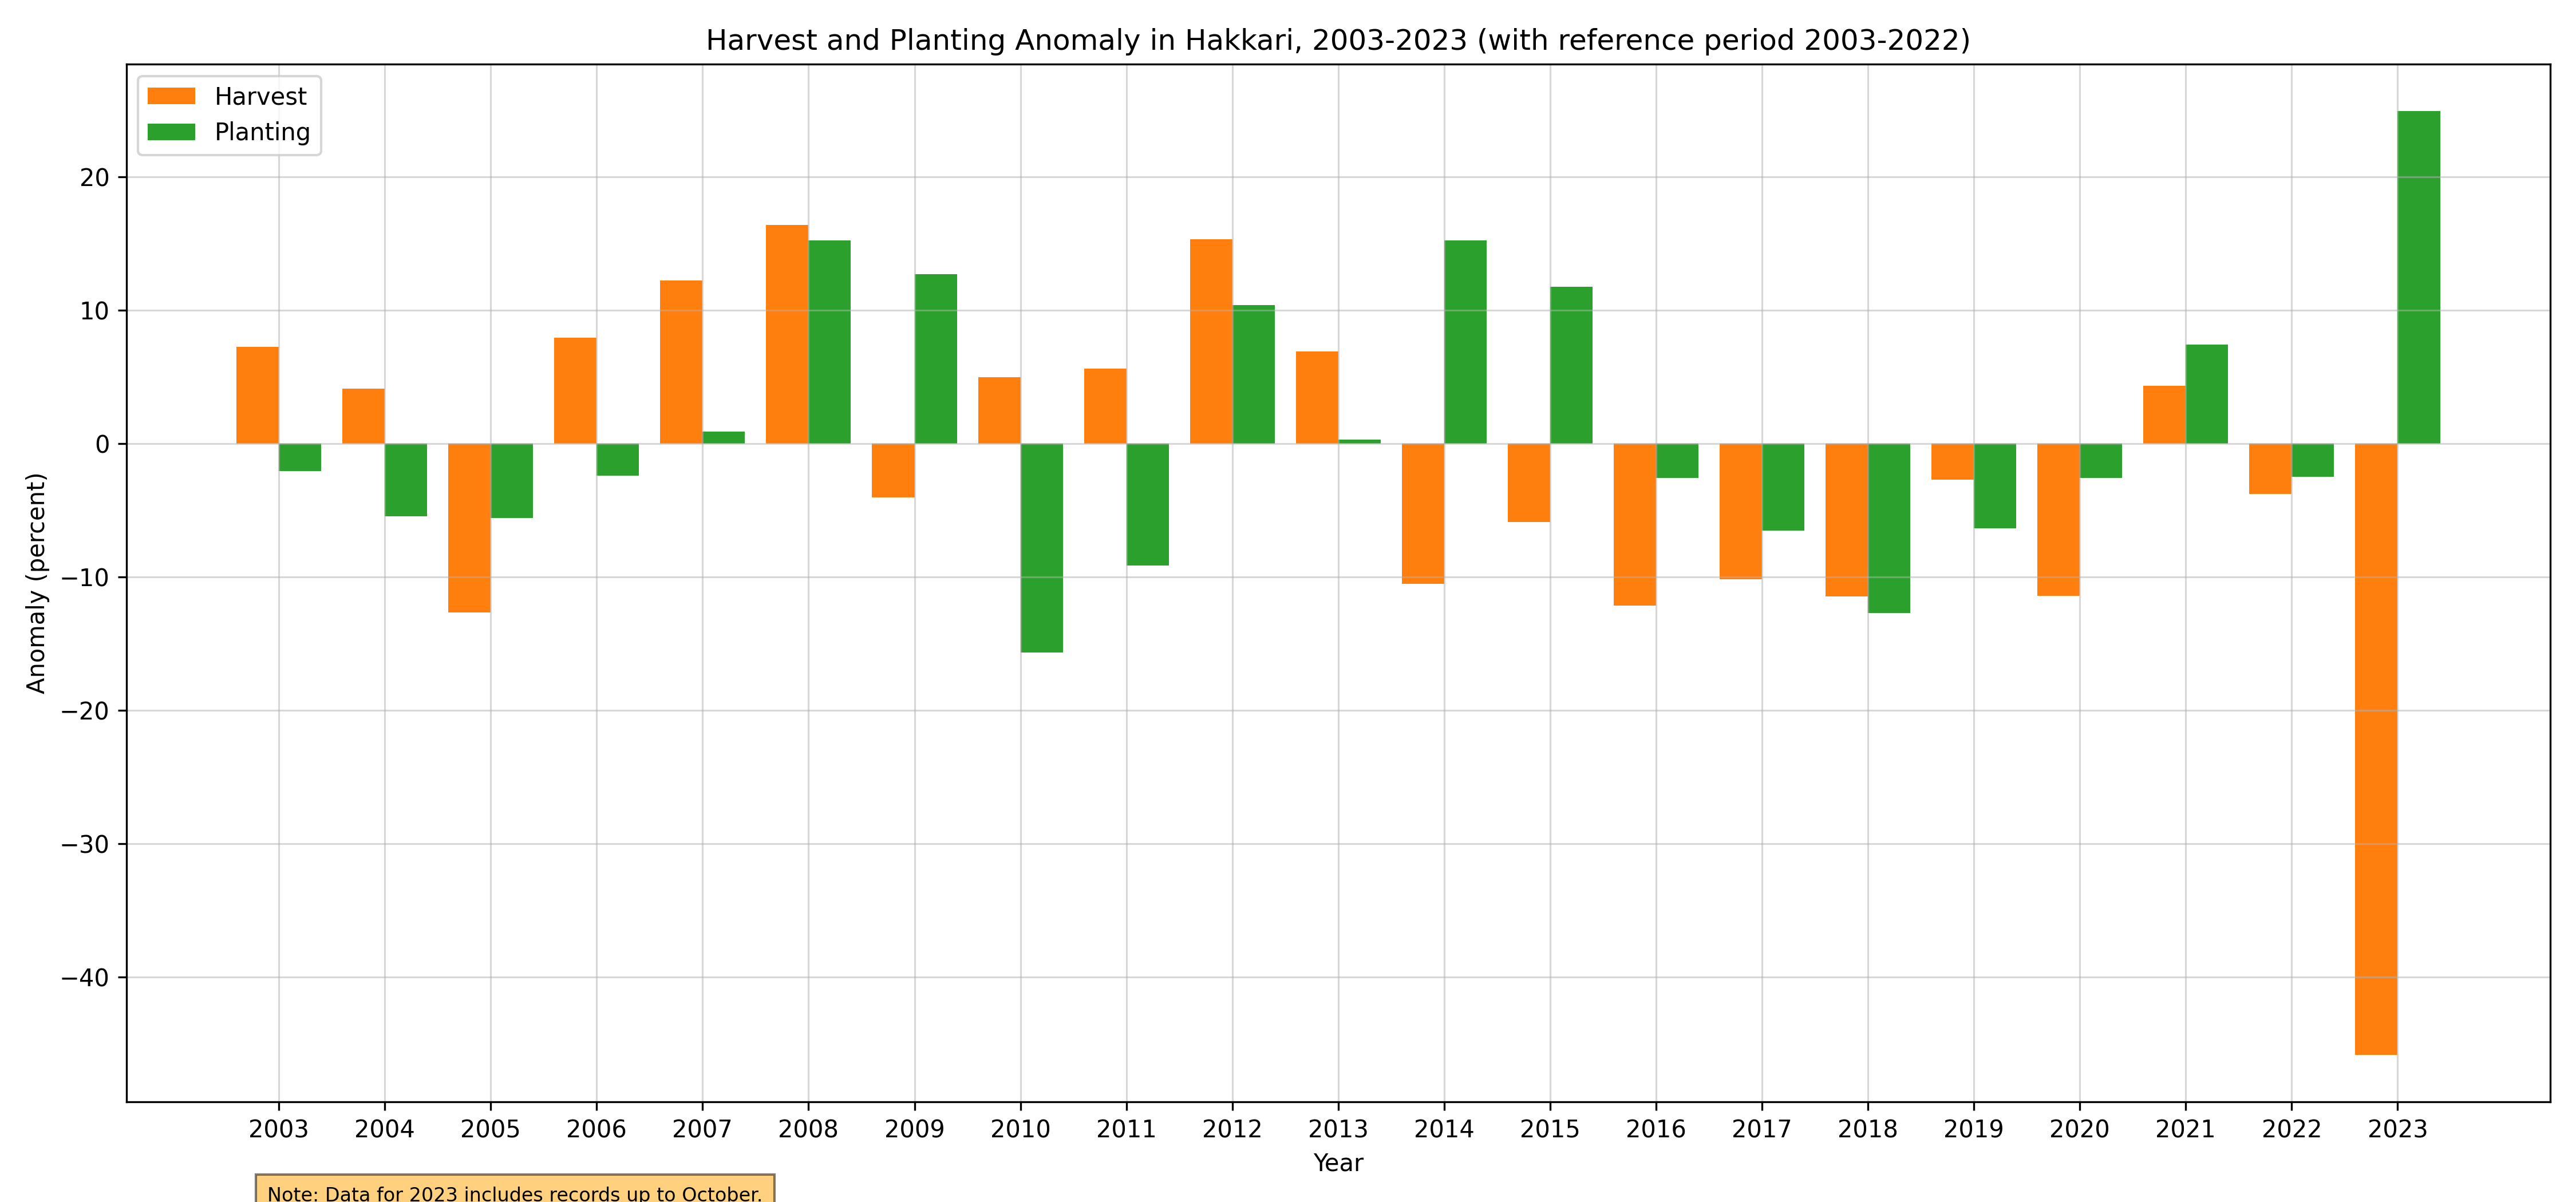 Harvest and Planting Anomaly in Hakkari, 2003-2023 (with reference period 2003-2022)
Harvest
Planting
20
10
0
−10
−20
−30
−40
Anomaly (percent)
2003 2004 2005 2006 2007 2008 2009 2010 2011 2012 2013 2014 2015 2016 2017 2018 2019 2020 2021 2022 2023
Year
Note: Data for 2023 includes records up to October.